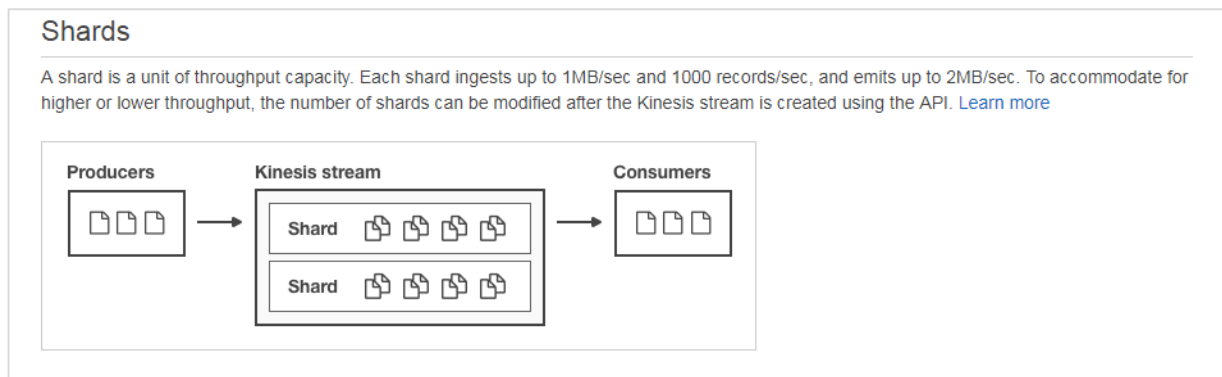 Shards
A shard is a unit of throughput capacity. Each shard ingests up to 1MB/sec and 1000 records/sec, and emits up to 2MB/sec. To accommodate for
higher or lower throughput, the number of shards can be modified after the Kinesis stream is created using the API. Learn more
Producers
Kinesis stream
Consumers
Shard
Shard